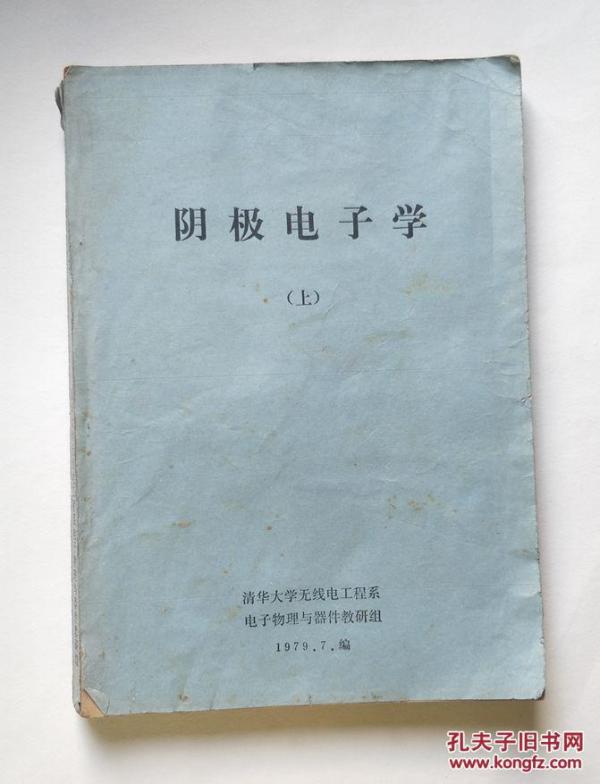 阴极电子学
（上）
清华大学无线电工程系
电子物理与器件教研组
1979.7.编
孔夫子旧书网
www.kongfz.com